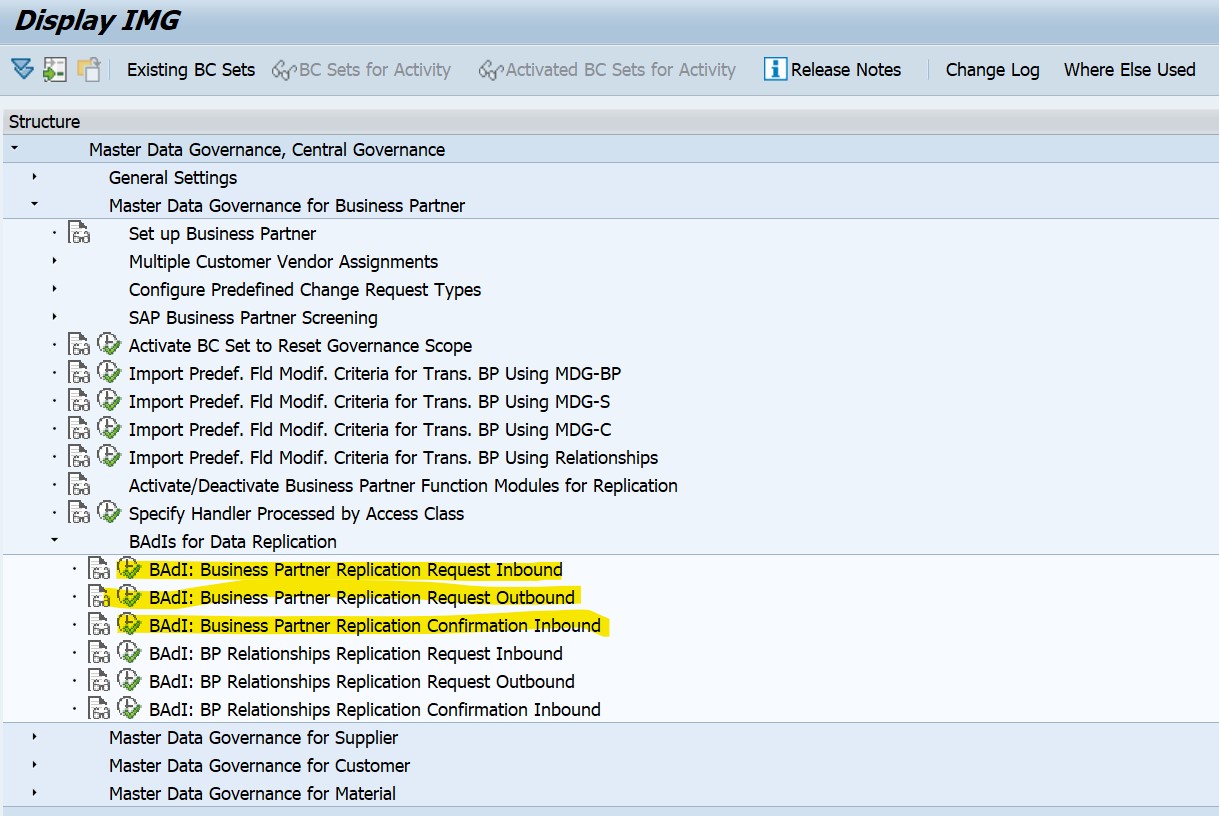 Display IMG
Existing BC Sets BC Sets for Activity Activated BC Sets for Activity Release Notes Change Log Where Else Used
Structure
Master Data Governance, Central Governance
General Settings
Master Data Governance for Business Partner
Set up Business Partner
Multiple Customer Vendor Assignments
Configure Predefined Change Request Types
SAP Business Partner Screening
Activate BC Set to Reset Governance Scope
Import Predef. Fld Modif. Criteria for Trans. BP Using MDG-BP
Import Predef. Fld Modif. Criteria for Trans. BP Using MDG-S
Import Predef. Fld Modif. Criteria for Trans. BP Using MDG-C
Import Predef. Fld Modif. Criteria for Trans. BP Using Relationships
Activate/Deactivate Business Partner Function Modules for Replication
Specify Handler Processed by Access Class
BAdIs for Data Replication
BAdI: Business Partner Replication Request Inbound
BAdI: Business Partner Replication Request Outbound
BAdI: Business Partner Replication Confirmation Inbound
BAdI: BP Relationships Replication Request Inbound
BAdI: BP Relationships Replication Request Outbound
BAdI: BP Relationships Replication Confirmation Inbound
Master Data Governance for Supplier
Master Data Governance for Customer
Master Data Governance for Material